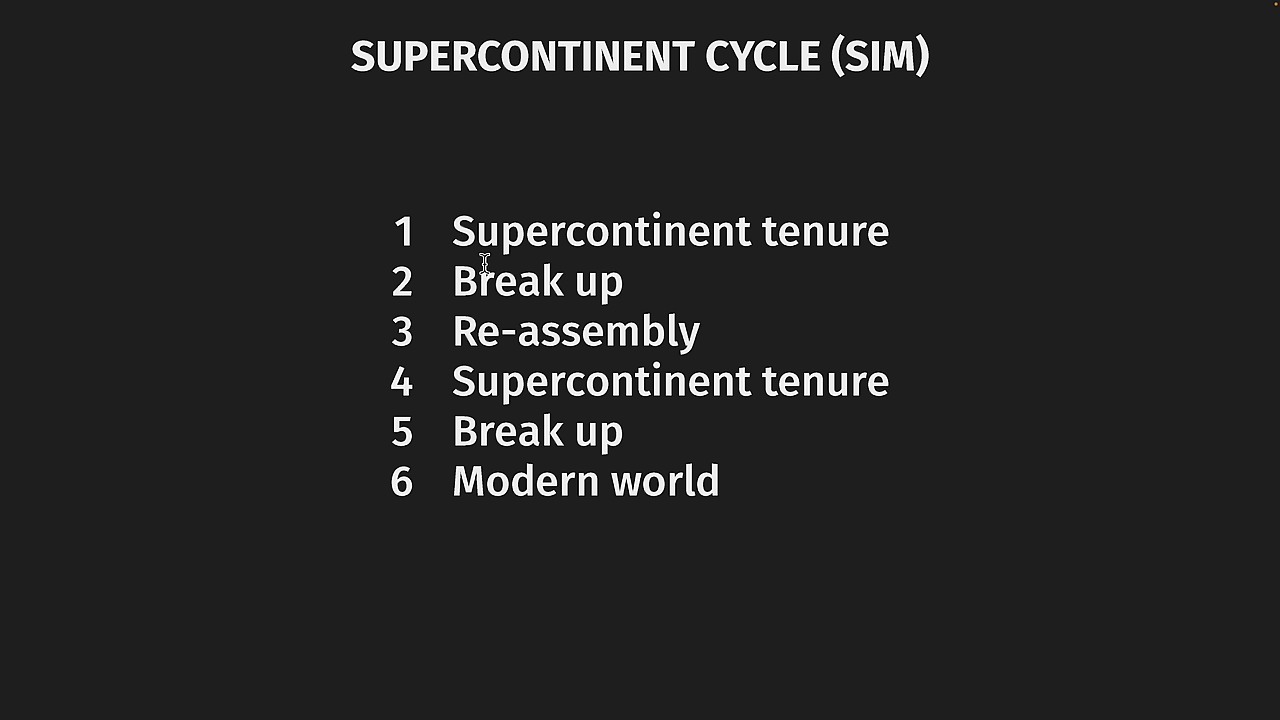 SUPERCONTINENT CYCLE (SIM)
1 Supercontinent tenure
2 Break up
3 Re-assembly
4 Supercontinent tenure
5 Break up
6 Modern world